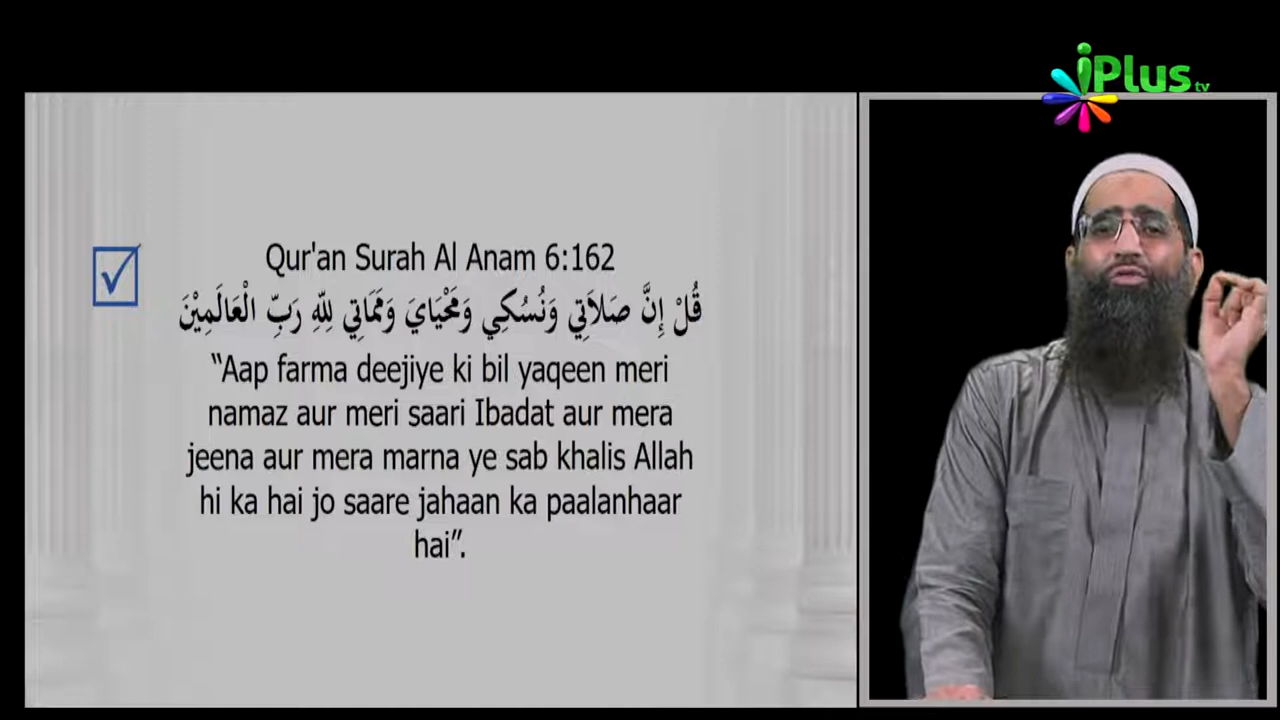 iPlus tv
Qur'an Surah Al Anam 6:162
قُلْ إِنَّ صَلاَتِي وَنُسُكِي وَمَحْيَايَ وَمَمَاتِي لِلّهِ رَبِّ الْعَالَمِيْنَ
“Aap farma deejiye ki bil yaqeen meri
namaz aur meri saari Ibadat aur mera
jeena aur mera marna ye sab khalis Allah
hi ka hai jo saare jahaan ka paalanhaar
hai”.